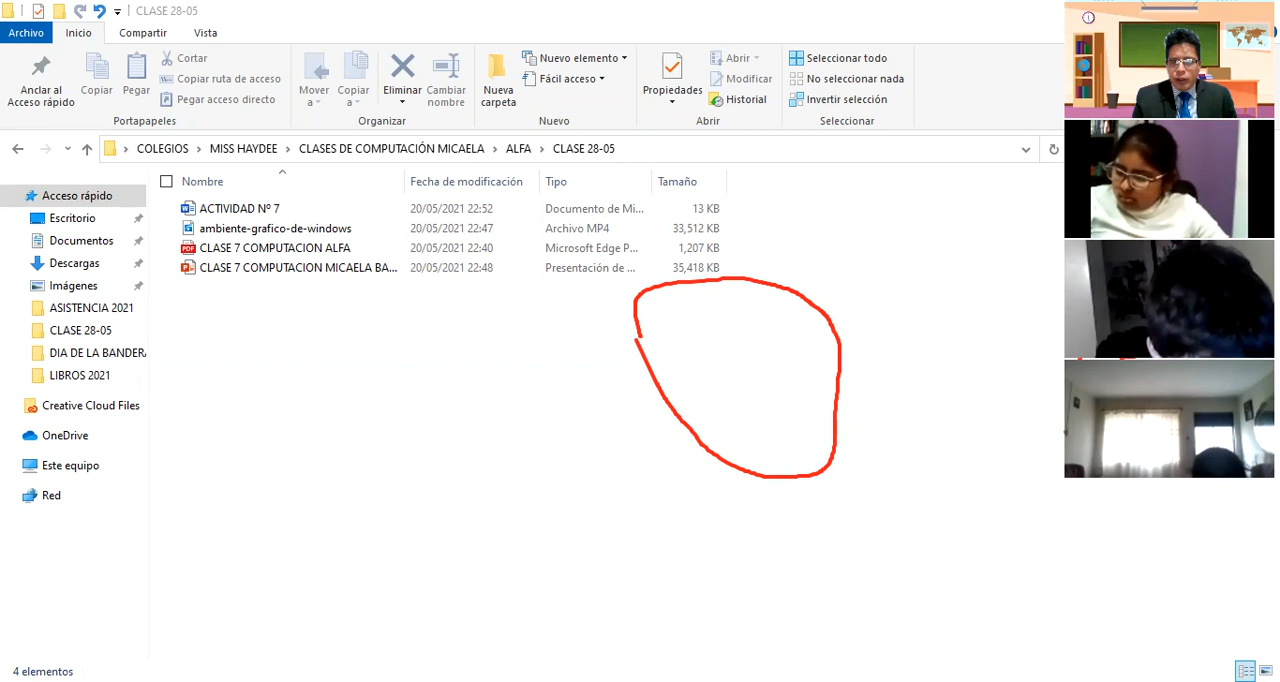 CLASE 28-05
Archivo Inicio Compartir Vista
Anclar al Acceso rápido
Copiar
Pegar
Cortar
Copiar ruta de acceso
Pegar acceso directo
Portapapeles
Mover a
Copiar a
Eliminar
Cambiar nombre
Organizar
Nueva carpeta
Nuevo elemento
Fácil acceso
Nuevo
Propiedades
Abrir
Modificar
Historial
Abrir
Seleccionar todo
No seleccionar nada
Invertir selección
Seleccionar
COLEGIOS > MISS HAYDEE > CLASES DE COMPUTACIÓN MICAELA > ALFA > CLASE 28-05
Acceso rápido
Escritorio
Documentos
Descargas
Imágenes
ASISTENCIA 2021
CLASE 28-05
DIA DE LA BANDERA
LIBROS 2021
Creative Cloud Files
OneDrive
Este equipo
Red
Nombre Fecha de modificación Tipo Tamaño
ACTIVIDAD Nº 7 20/05/2021 22:52 Documento de Mi... 13 KB
ambiente-grafico-de-windows 20/05/2021 22:47 Archivo MP4 33,512 KB
CLASE 7 COMPUTACION ALFA 20/05/2021 22:40 Microsoft Edge P... 1,207 KB
CLASE 7 COMPUTACION MICAELA BA... 20/05/2021 22:48 Presentación de ... 35,418 KB
4 elementos